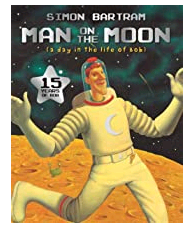 SIMON BARTRAM
MAN ON THE MOON
(a day in the life of bob)
15
YEARS
OF BOB